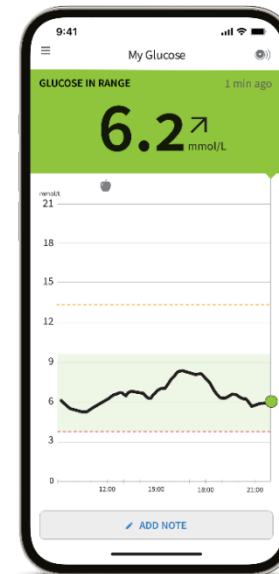 9:41
My Glucose
GLUCOSE IN RANGE 1 min ago
6.2
mmol/L
mmol/L
21
18
15
12
9
6
3
0
12:00 15:00 18:00 21:00
ADD NOTE